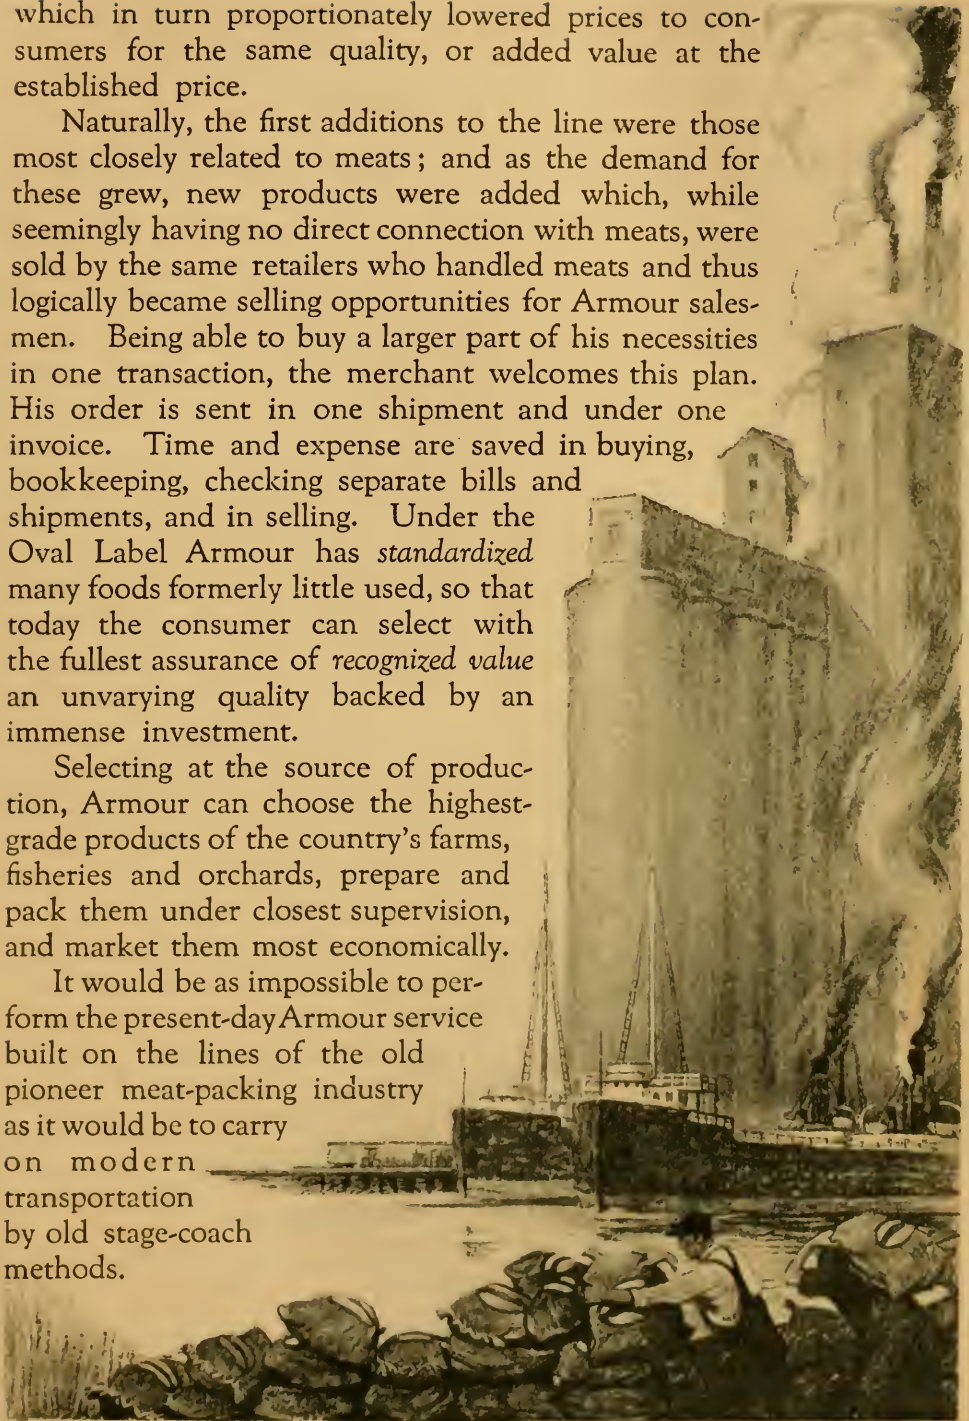 which in turn proportionately lowered prices to con-
sumers for the same quality, or added value at the
established price.
Naturally, the first additions to the line were those
most closely related to meats; and as the demand for
these grew, new products were added which, while
seemingly having no direct connection with meats, were
sold by the same retailers who handled meats and thus
logically became selling opportunities for Armour sales-
men. Being able to buy a larger part of his necessities
in one transaction, the merchant welcomes this plan.
His order is sent in one shipment and under one
invoice. Time and expense are saved in buying,
bookkeeping, checking separate bills and
shipments, and in selling. Under the
Oval Label Armour has standardized
many foods formerly little used, so that
today the consumer can select with
the fullest assurance of recognized value
an unvarying quality backed by an
immense investment.
Selecting at the source of produc-
tion, Armour can choose the highest-
grade products of the country's farms,
fisheries and orchards, prepare and
pack them under closest supervision,
and market them most economically.
It would be as impossible to per-
form the present-day Armour service
built on the lines of the old
pioneer meat-packing industry
as it would be to carry
on modern
transportation
by old stage-coach
methods.